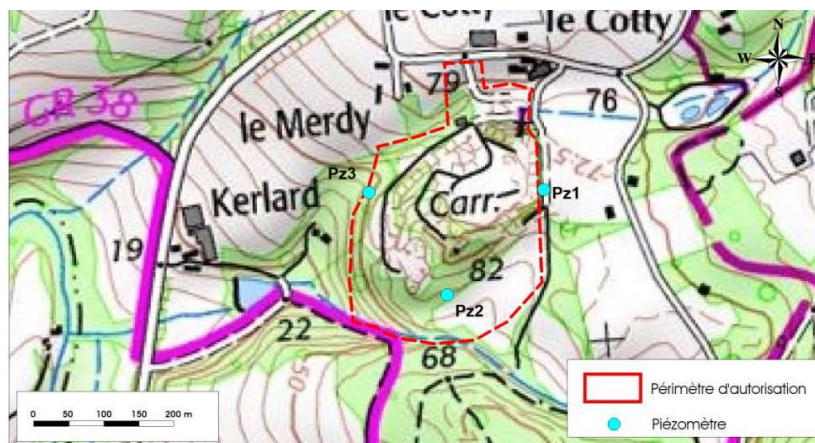 le Cotty
le Cotty
N
W
E
S
79
76
CR 38
le Merdy
72.5
Pz3
Pz1
Kerlard
Carr.
19
82
Pz2
22
68
50
Périmètre d'autorisation
Piézomètre
0 50 100 150 200 m